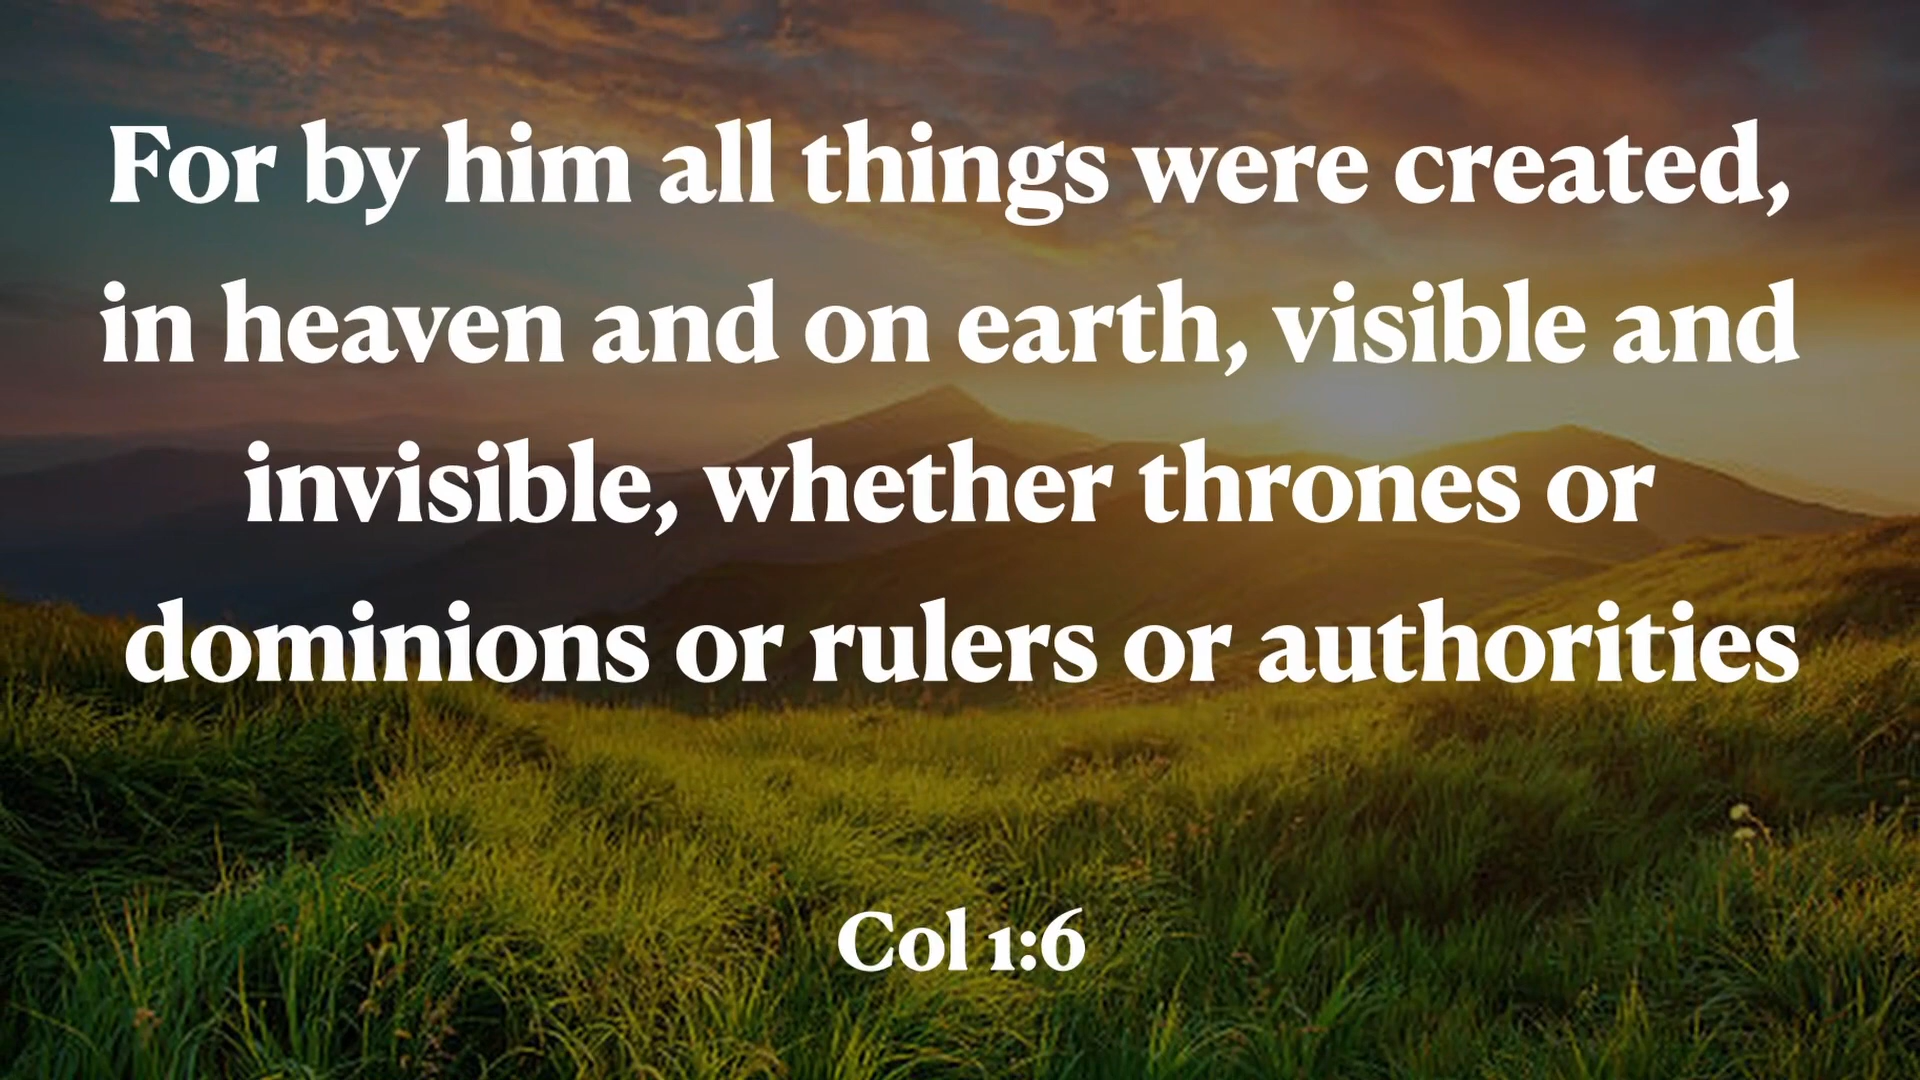 For by him all things were created,
in heaven and on earth, visible and
invisible, whether thrones or
dominions or rulers or authorities
Col 1:6